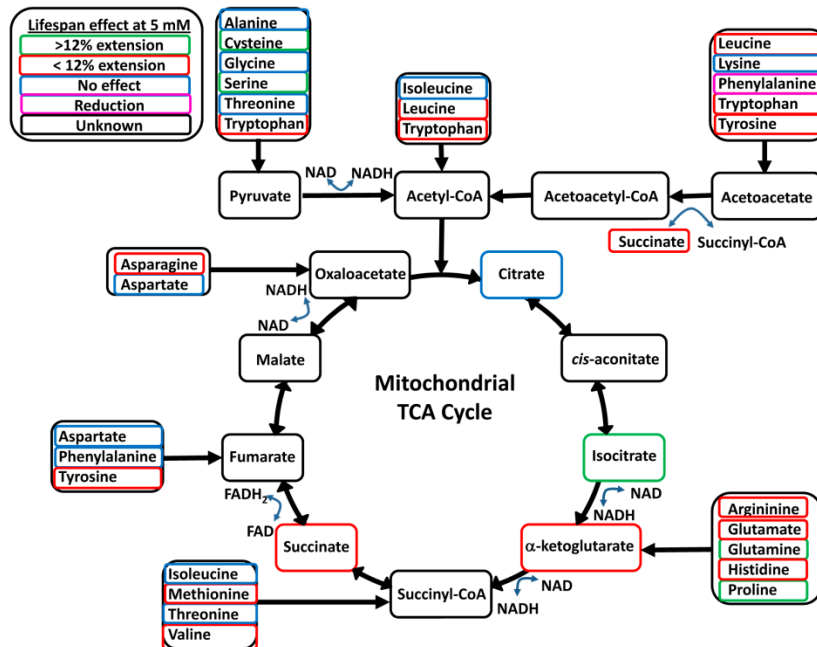 Lifespan effect at 5 mM
>12% extension
< 12% extension
No effect
Reduction
Unknown
Alanine
Cysteine
Glycine
Serine
Threonine
Tryptophan
Isoleucine
Leucine
Tryptophan
Leucine
Lysine
Phenylalanine
Tryptophan
Tyrosine
NAD
NADH
Pyruvate
Acetyl-CoA
Acetoacetyl-CoA
Acetoacetate
Succinate
Succinyl-CoA
Asparagine
Aspartate
Oxaloacetate
Citrate
NADH
NAD
Malate
cis-aconitate
Mitochondrial
TCA Cycle
Aspartate
Phenylalanine
Tyrosine
Fumarate
Isocitrate
FADH2
FAD
NAD
NADH
Succinate
α-ketoglutarate
Argininine
Glutamate
Glutamine
Histidine
Proline
Isoleucine
Methionine
Threonine
Valine
Succinyl-CoA
NAD
NADH